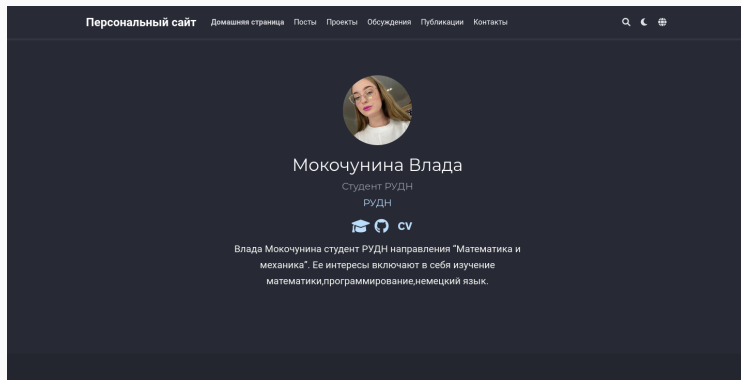 Персональный сайт Домашняя страница Посты Проекты Обсуждения Публикации Контакты
Мокочунина Влада
Студент РУДН
РУДН
CV
Влада Мокочунина студент РУДН направления “Математика и
механика”. Ее интересы включают в себя изучение
математики,программирование,немецкий язык.